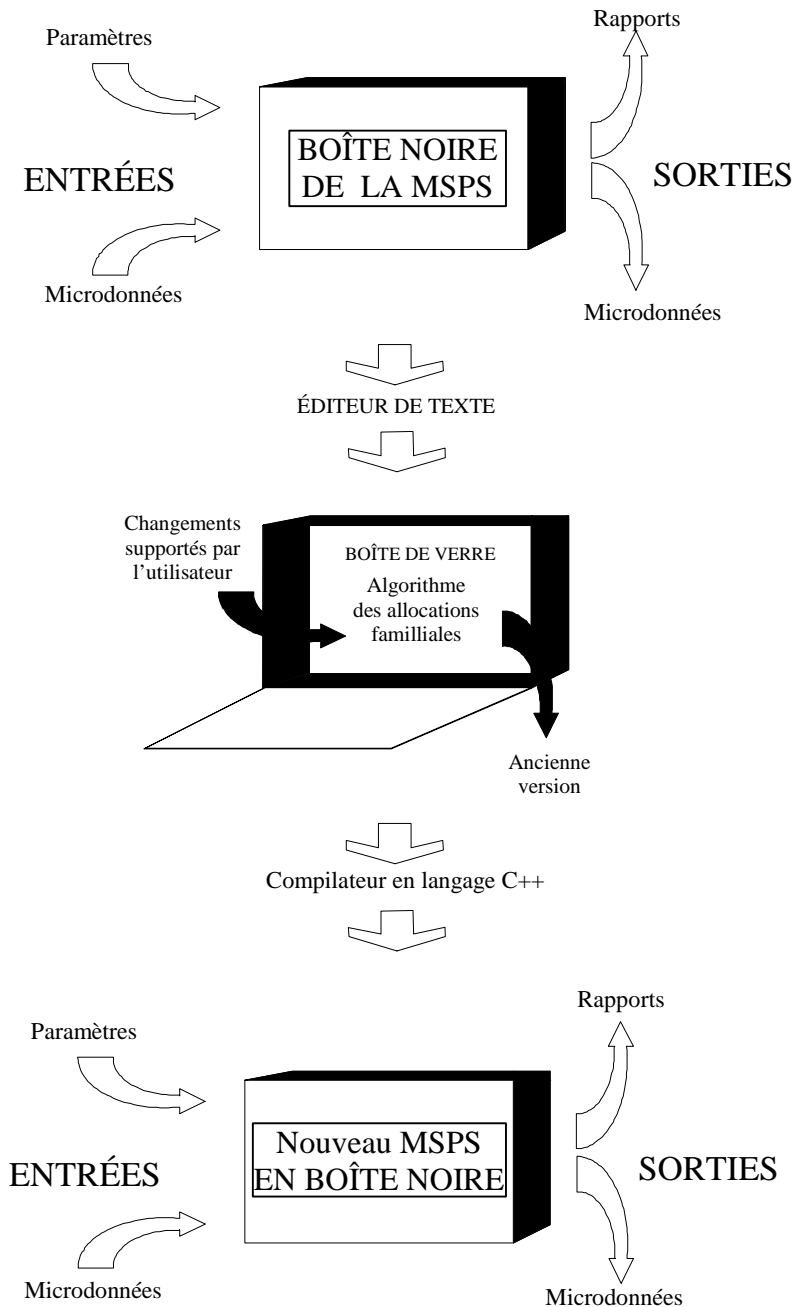 Rapports
Paramètres
BOÎTE NOIRE
DE LA MSPS
ENTRÉES
SORTIES
Microdonnées
Microdonnées
ÉDITEUR DE TEXTE
Changements
supportés par
l’utilisateur
BOÎTE DE VERRE
Algorithme
des allocations
familliales
Ancienne
version
Compilateur en langage C++
Rapports
Paramètres
Nouveau MSPS
EN BOÎTE NOIRE
ENTRÉES
SORTIES
Microdonnées
Microdonnées